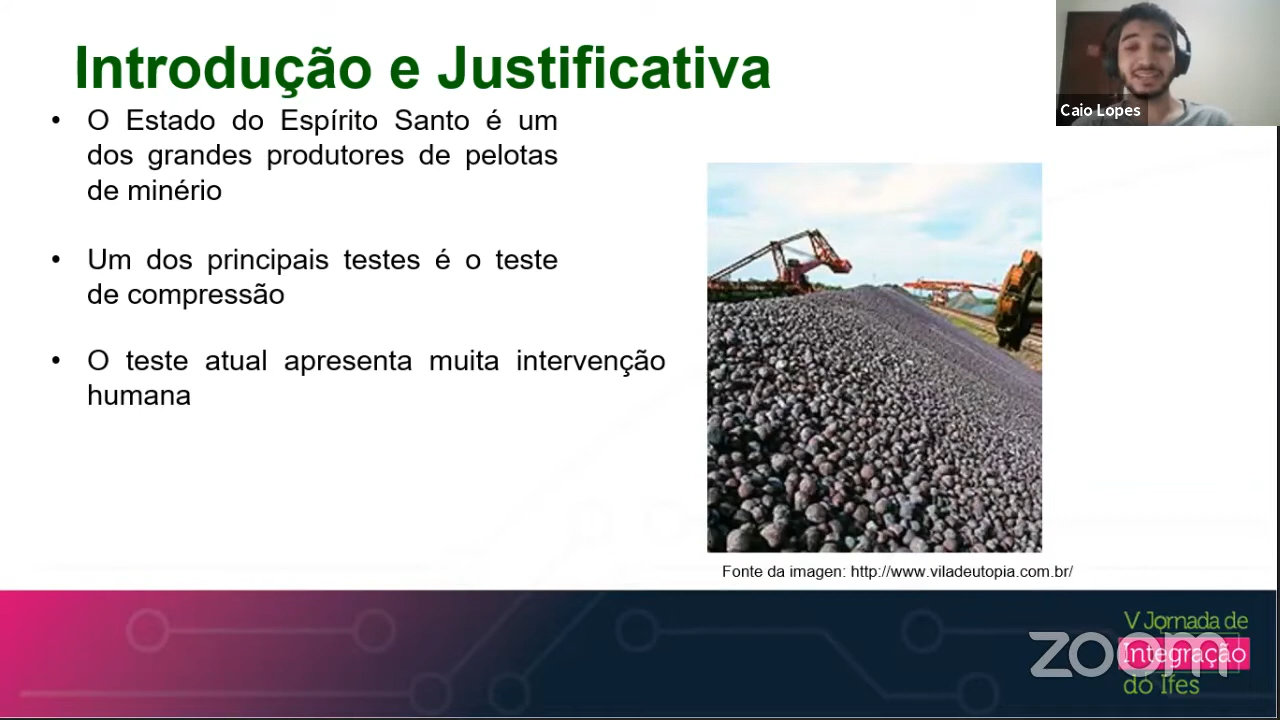 Introdução e Justificativa
• O Estado do Espírito Santo é um
dos grandes produtores de pelotas
de minério
• Um dos principais testes é o teste
de compressão
• O teste atual apresenta muita intervenção
humana
Caio Lopes
Fonte da imagem: http://www.viladeutopia.com.br/
V Jornada de
Integração
do Ifes
zoom